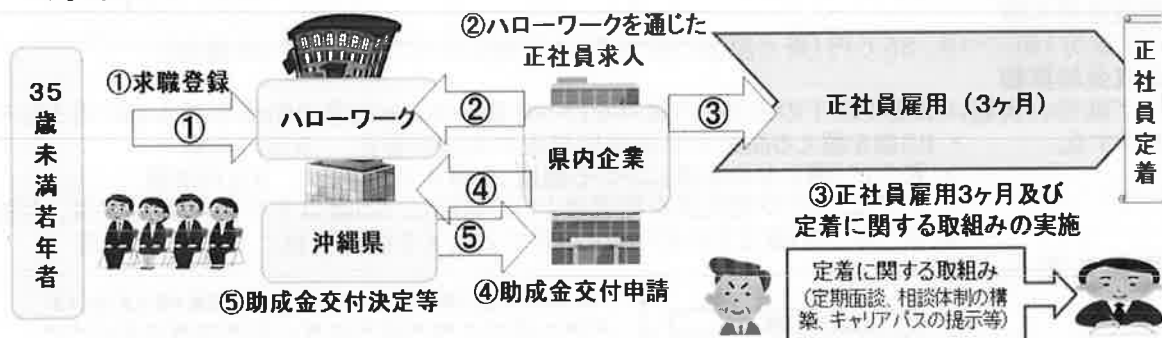 35歳未満若年者
①求職登録
①
ハローワーク
②ハローワークを通じた
正社員求人
②
県内企業
③
正社員雇用(3ヶ月)
正社員定着
④
⑤
沖縄県
⑤助成金交付決定等
④助成金交付申請
③正社員雇用3ヶ月及び
定着に関する取組みの実施
定着に関する取組み
(定期面談、相談体制の構
築、キャリアパスの提示等)